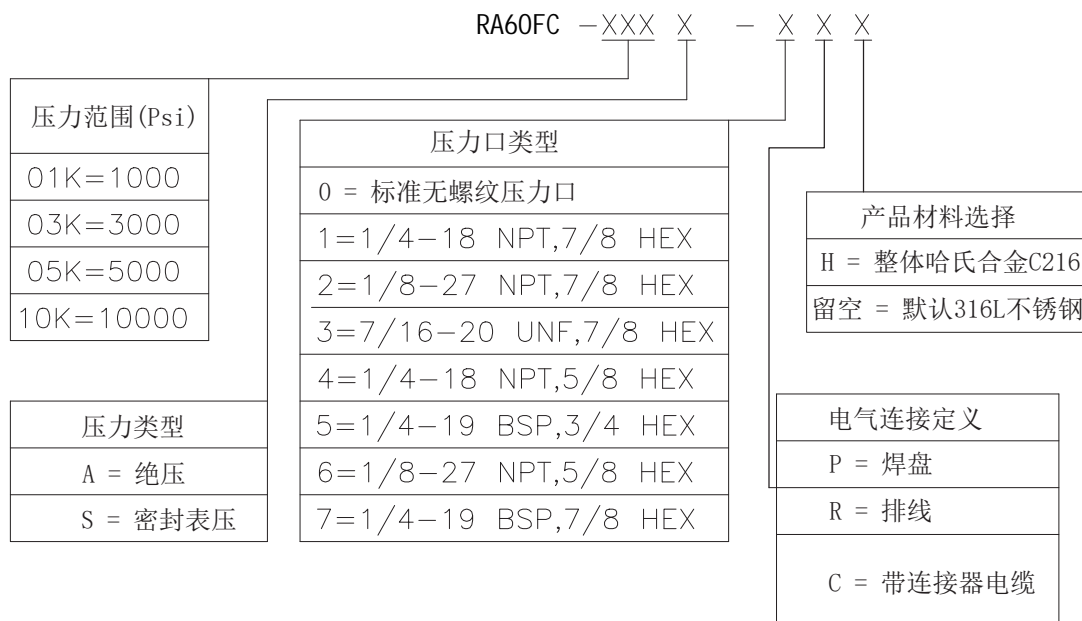 RA60FC -XXX X - X X X
压力范围(Psi)
01K=1000
03K=3000
05K=5000
10K=10000
压力类型
A = 绝压
S = 密封表压
压力口类型
0 = 标准无螺纹压力口
1=1/4-18 NPT,7/8 HEX
2=1/8-27 NPT,7/8 HEX
3=7/16-20 UNF,7/8 HEX
4=1/4-18 NPT,5/8 HEX
5=1/4-19 BSP,3/4 HEX
6=1/8-27 NPT,5/8 HEX
7=1/4-19 BSP,7/8 HEX
产品材料选择
H = 整体哈氏合金C216
留空 = 默认316L不锈钢
电气连接定义
P = 焊盘
R = 排线
C = 带连接器电缆